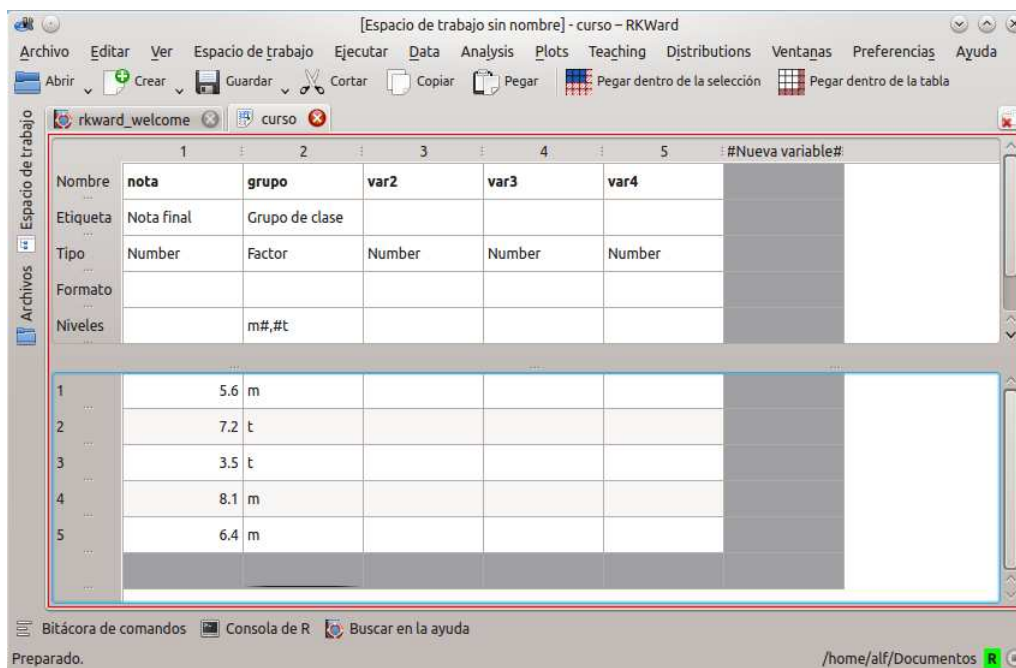 [Espacio de trabajo sin nombre] - curso – RKWard
Archivo Editar Ver Espacio de trabajo Ejecutar Data Analysis Plots Teaching Distributions Ventanas Preferencias Ayuda
Abrir Crear Guardar Cortar Copiar Pegar Pegar dentro de la selección Pegar dentro de la tabla
Espacio de trabajo
Archivos
rkward_welcome curso
1 2 3 4 5 #Nueva variable#
Nombre nota grupo var2 var3 var4
Etiqueta Nota final Grupo de clase
Tipo Number Factor Number Number Number
Formato
Niveles m#,#t
1 5.6 m
2 7.2 t
3 3.5 t
4 8.1 m
5 6.4 m
Bitácora de comandos Consola de R Buscar en la ayuda
Preparado. /home/alf/Documentos R